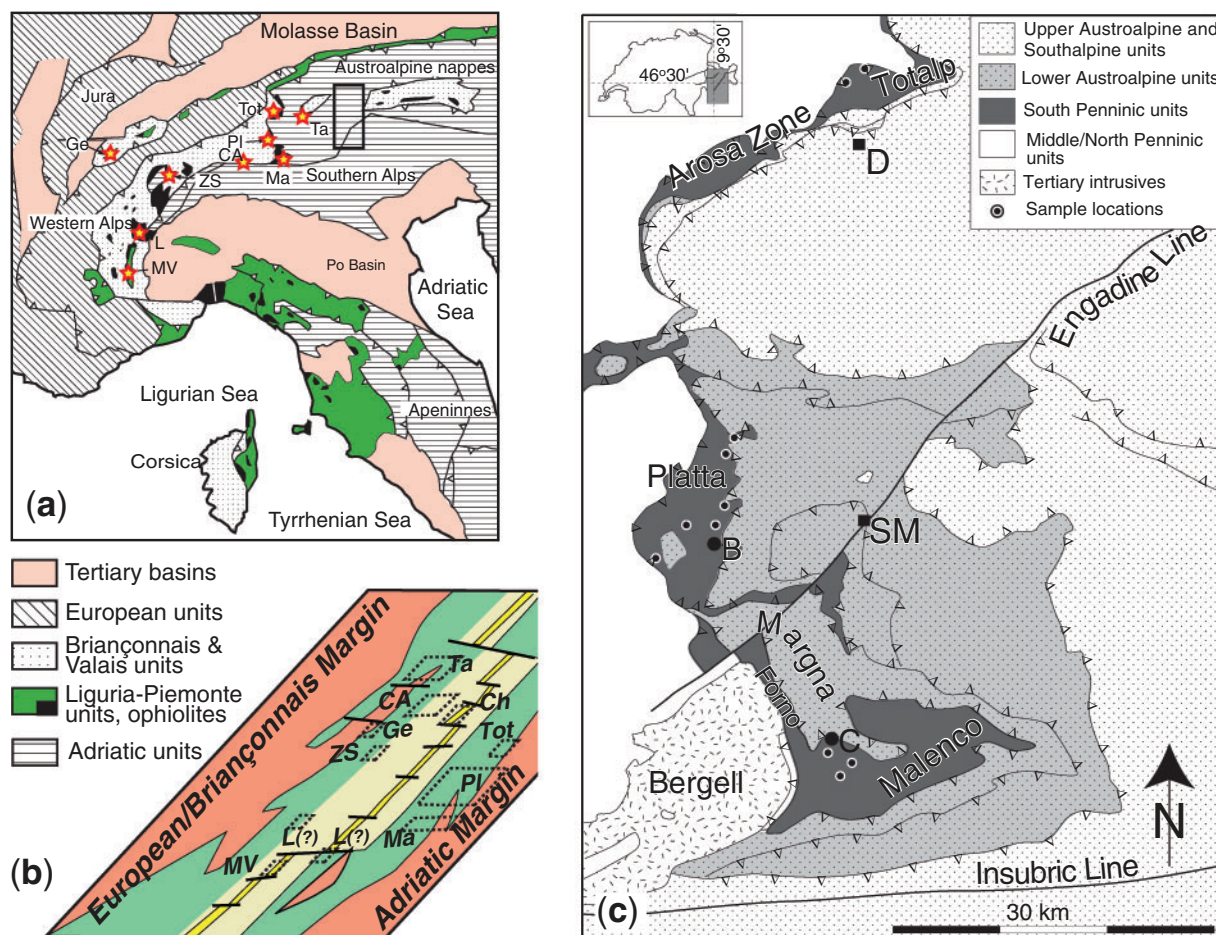 Molasse Basin
Austroalpine nappes
Jura
Tot
Ta
Ge
Pl
CA
Ma
Southern Alps
ZS
Western Alps
L
MV
Po Basin
Adriatic
Sea
Ligurian Sea
Apeninnes
Corsica
(a)
Tyrrhenian Sea
Tertiary basins
European units
Briançonnais &
Valais units
Liguria-Piemonte
units, ophiolites
Adriatic units
European/Briançonnais Margin
Ta
CA
Ch
Ge
Tot
ZS
Pl
L(?)
L(?)
Ma
MV
Adriatic Margin
(b)
9°30'
46°30'
Upper Austroalpine and
Southalpine units
Lower Austroalpine units
South Penninic units
Middle/North Penninic
units
Tertiary intrusives
Sample locations
Totalp
Arosa Zone
D
Engadine Line
Platta
SM
B
Margna
Forno
C
Malenco
Bergell
N
Insubric Line
(c)
30 km